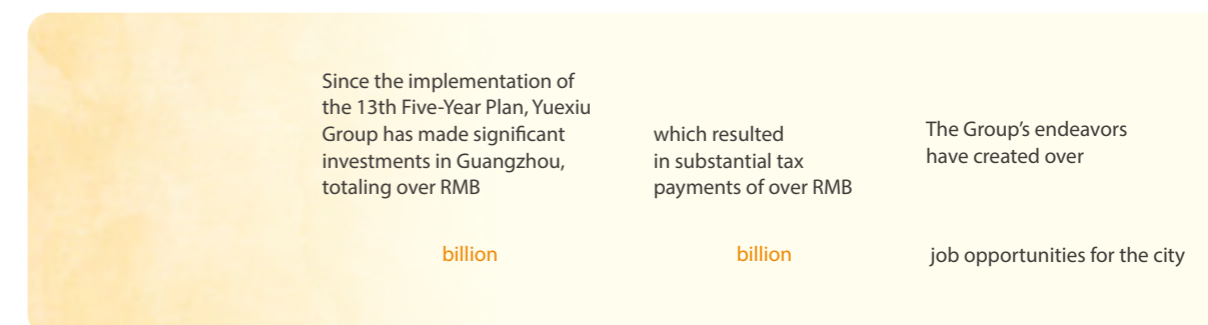 Since the implementation of
the 13th Five-Year Plan, Yuexiu
Group has made significant
investments in Guangzhou,
totaling over RMB
billion
which resulted
in substantial tax
payments of over RMB
billion
The Group's endeavors
have created over
job opportunities for the city